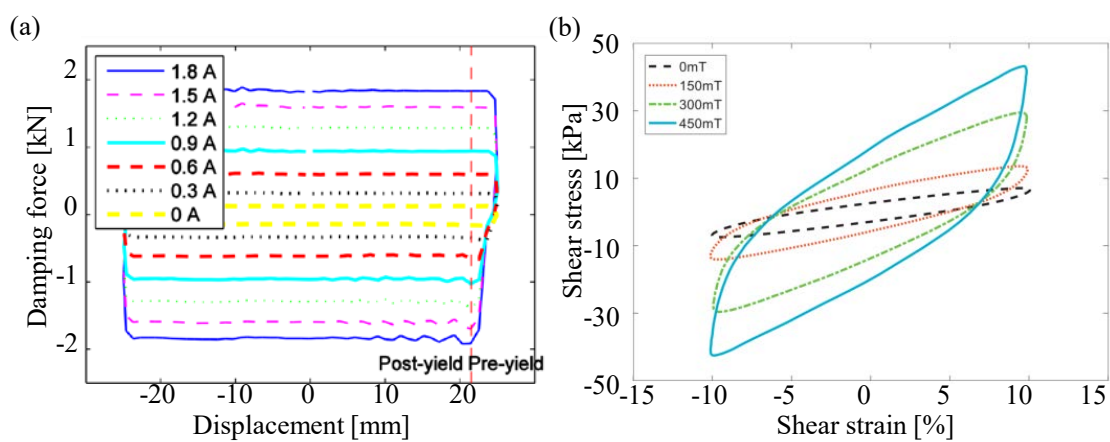 (a)
Damping force [kN]
2
1
0
-1
-2
1.8 A
1.5 A
1.2 A
0.9 A
0.6 A
0.3 A
0 A
Post-yield Pre-yield
-20
-10
0
10
20
Displacement [mm]
(b)
Shear stress [kPa]
50
30
10
-10
-30
-50
0mT
150mT
300mT
450mT
-15
-10
-5
0
5
10
15
Shear strain [%]